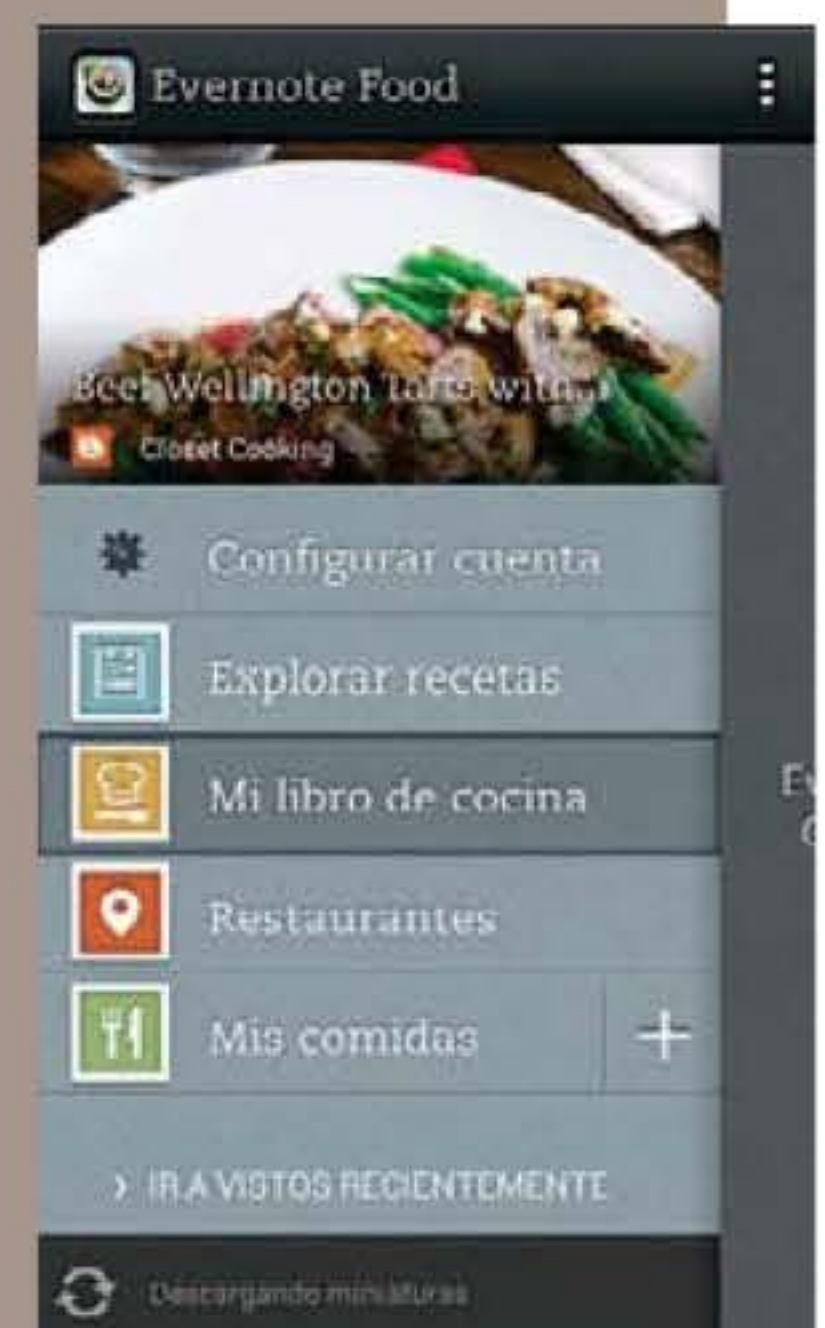 Evernote Food
Beef Wellington Tarts with
Closet Cooking
Configurar cuenta
Explorar recetas
Mi libro de cocina
Ev
Restaurantes
Mis comidas
+
> IR A VISTOS RECIENTEMENTE
Descargando miniaturas